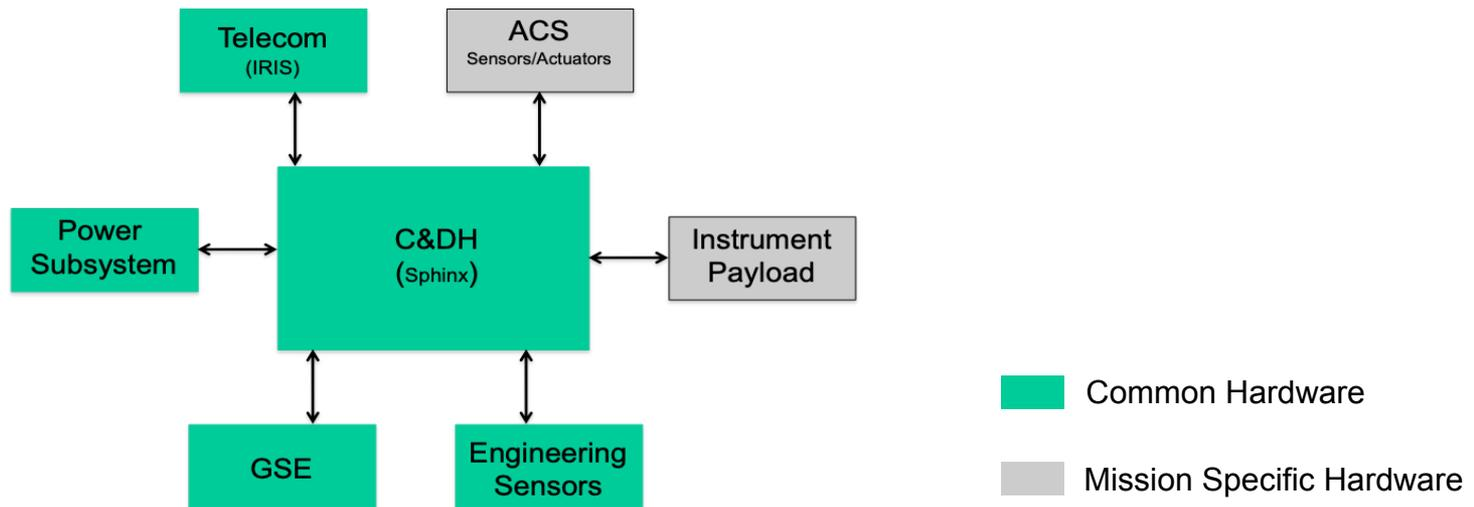 Telecom
(IRIS)
ACS
Sensors/Actuators
Power
Subsystem
C&DH
(Sphinx)
Instrument
Payload
GSE
Engineering
Sensors
Common Hardware
Mission Specific Hardware